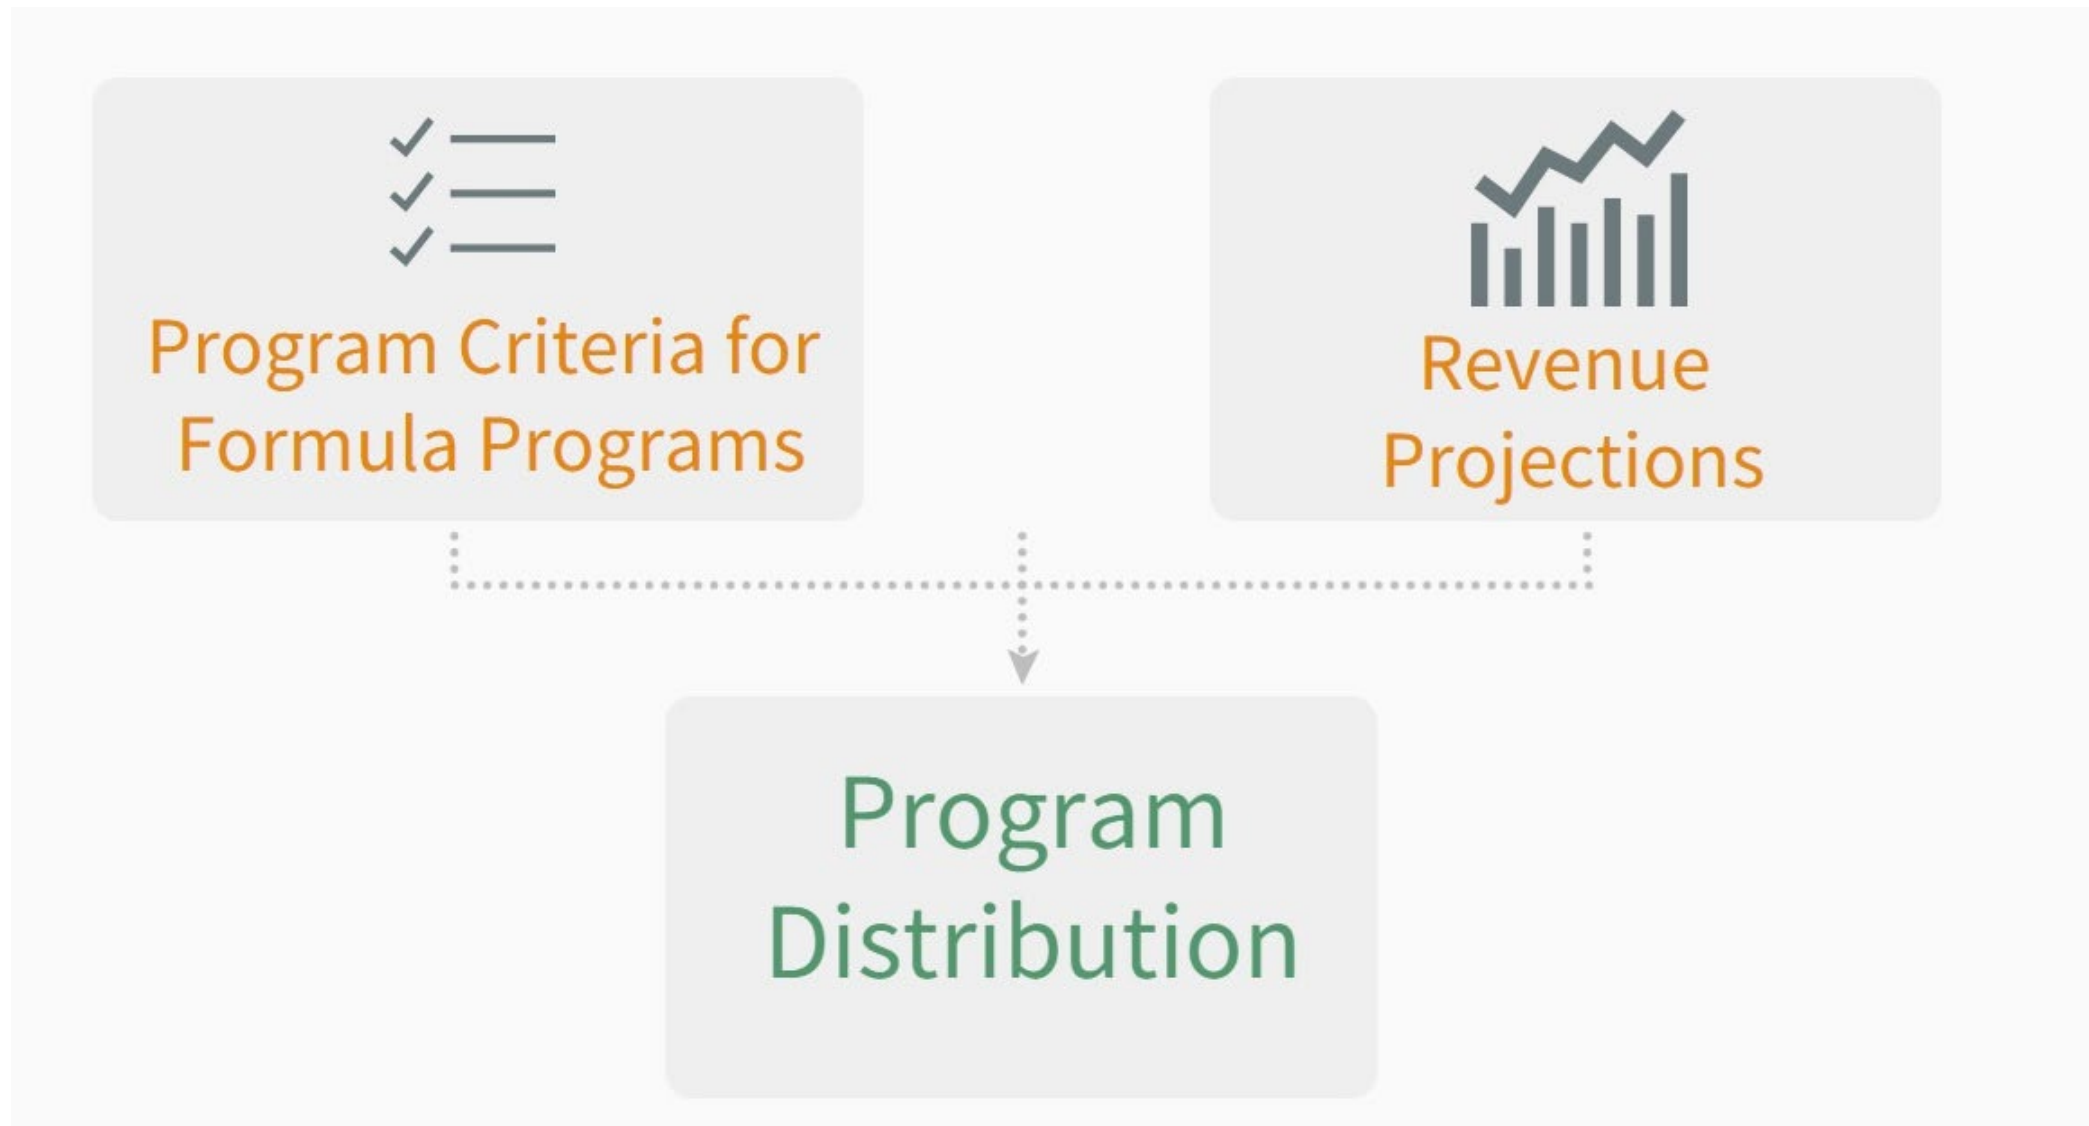 Program Criteria for
Formula Programs
Revenue
Projections
Program
Distribution